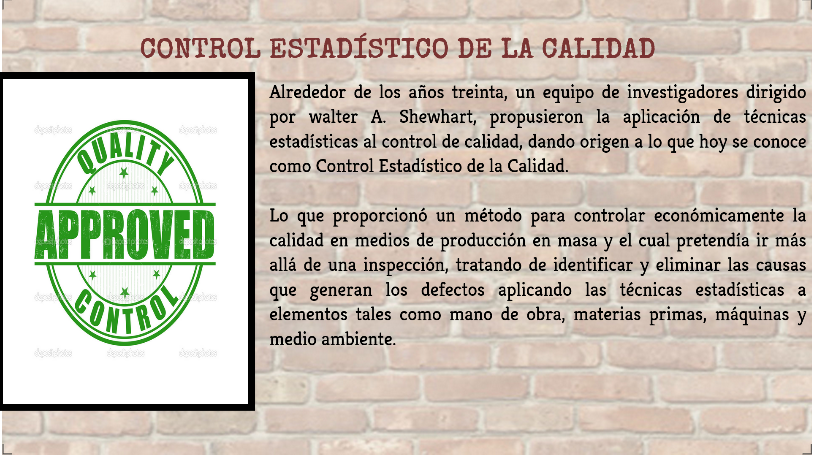 CONTROL ESTADÍSTICO DE LA CALIDAD
QUALITY
APPROVED
CONTROL
Alrededor de los años treinta, un equipo de investigadores dirigido
por walter A. Shewhart, propusieron la aplicación de técnicas
estadísticas al control de calidad, dando origen a lo que hoy se conoce
como Control Estadístico de la Calidad.
Lo que proporcionó un método para controlar económicamente la
calidad en medios de producción en masa y el cual pretendía ir más
allá de una inspección, tratando de identificar y eliminar las causas
que generan los defectos aplicando las técnicas estadísticas a
elementos tales como mano de obra, materias primas, máquinas y
medio ambiente.